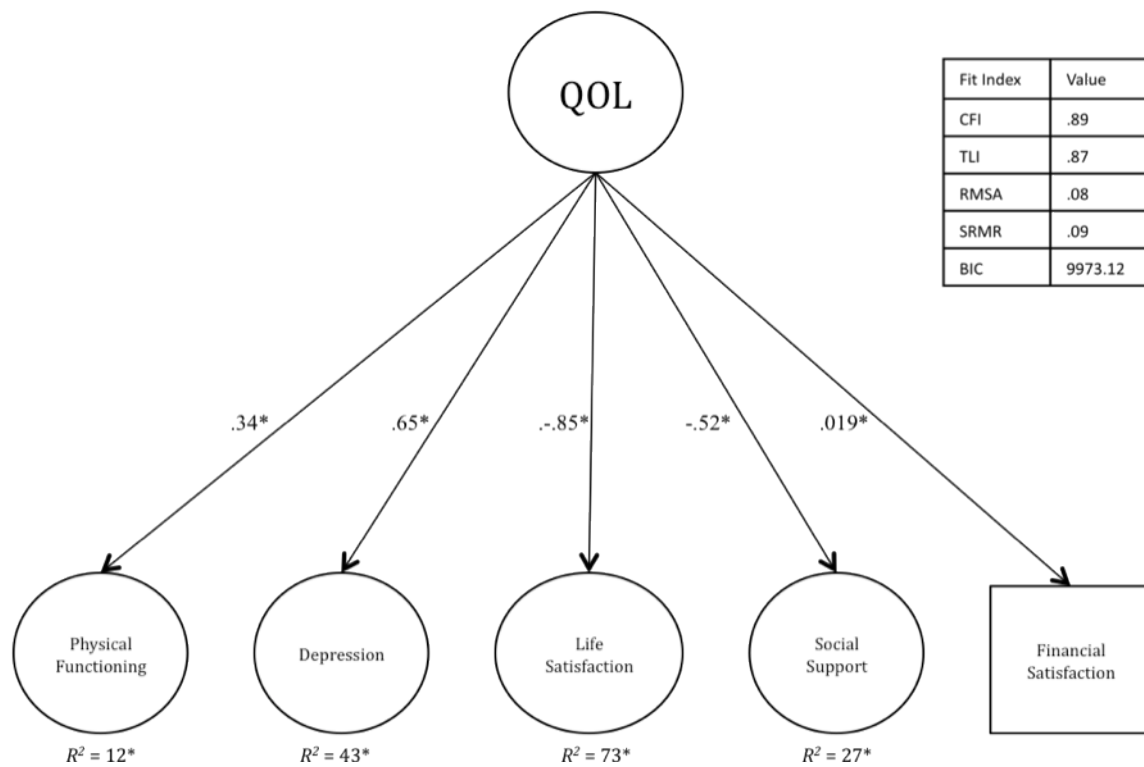 QOL
Fit Index Value
CFI .89
TLI .87
RMSA .08
SRMR .09
BIC 9973.12
.34* .65* .-.85* -.52* .019*
Physical
Functioning
Depression
Life
Satisfaction
Social
Support
Financial
Satisfaction
R² = 12* R² = 43* R² = 73* R² = 27*